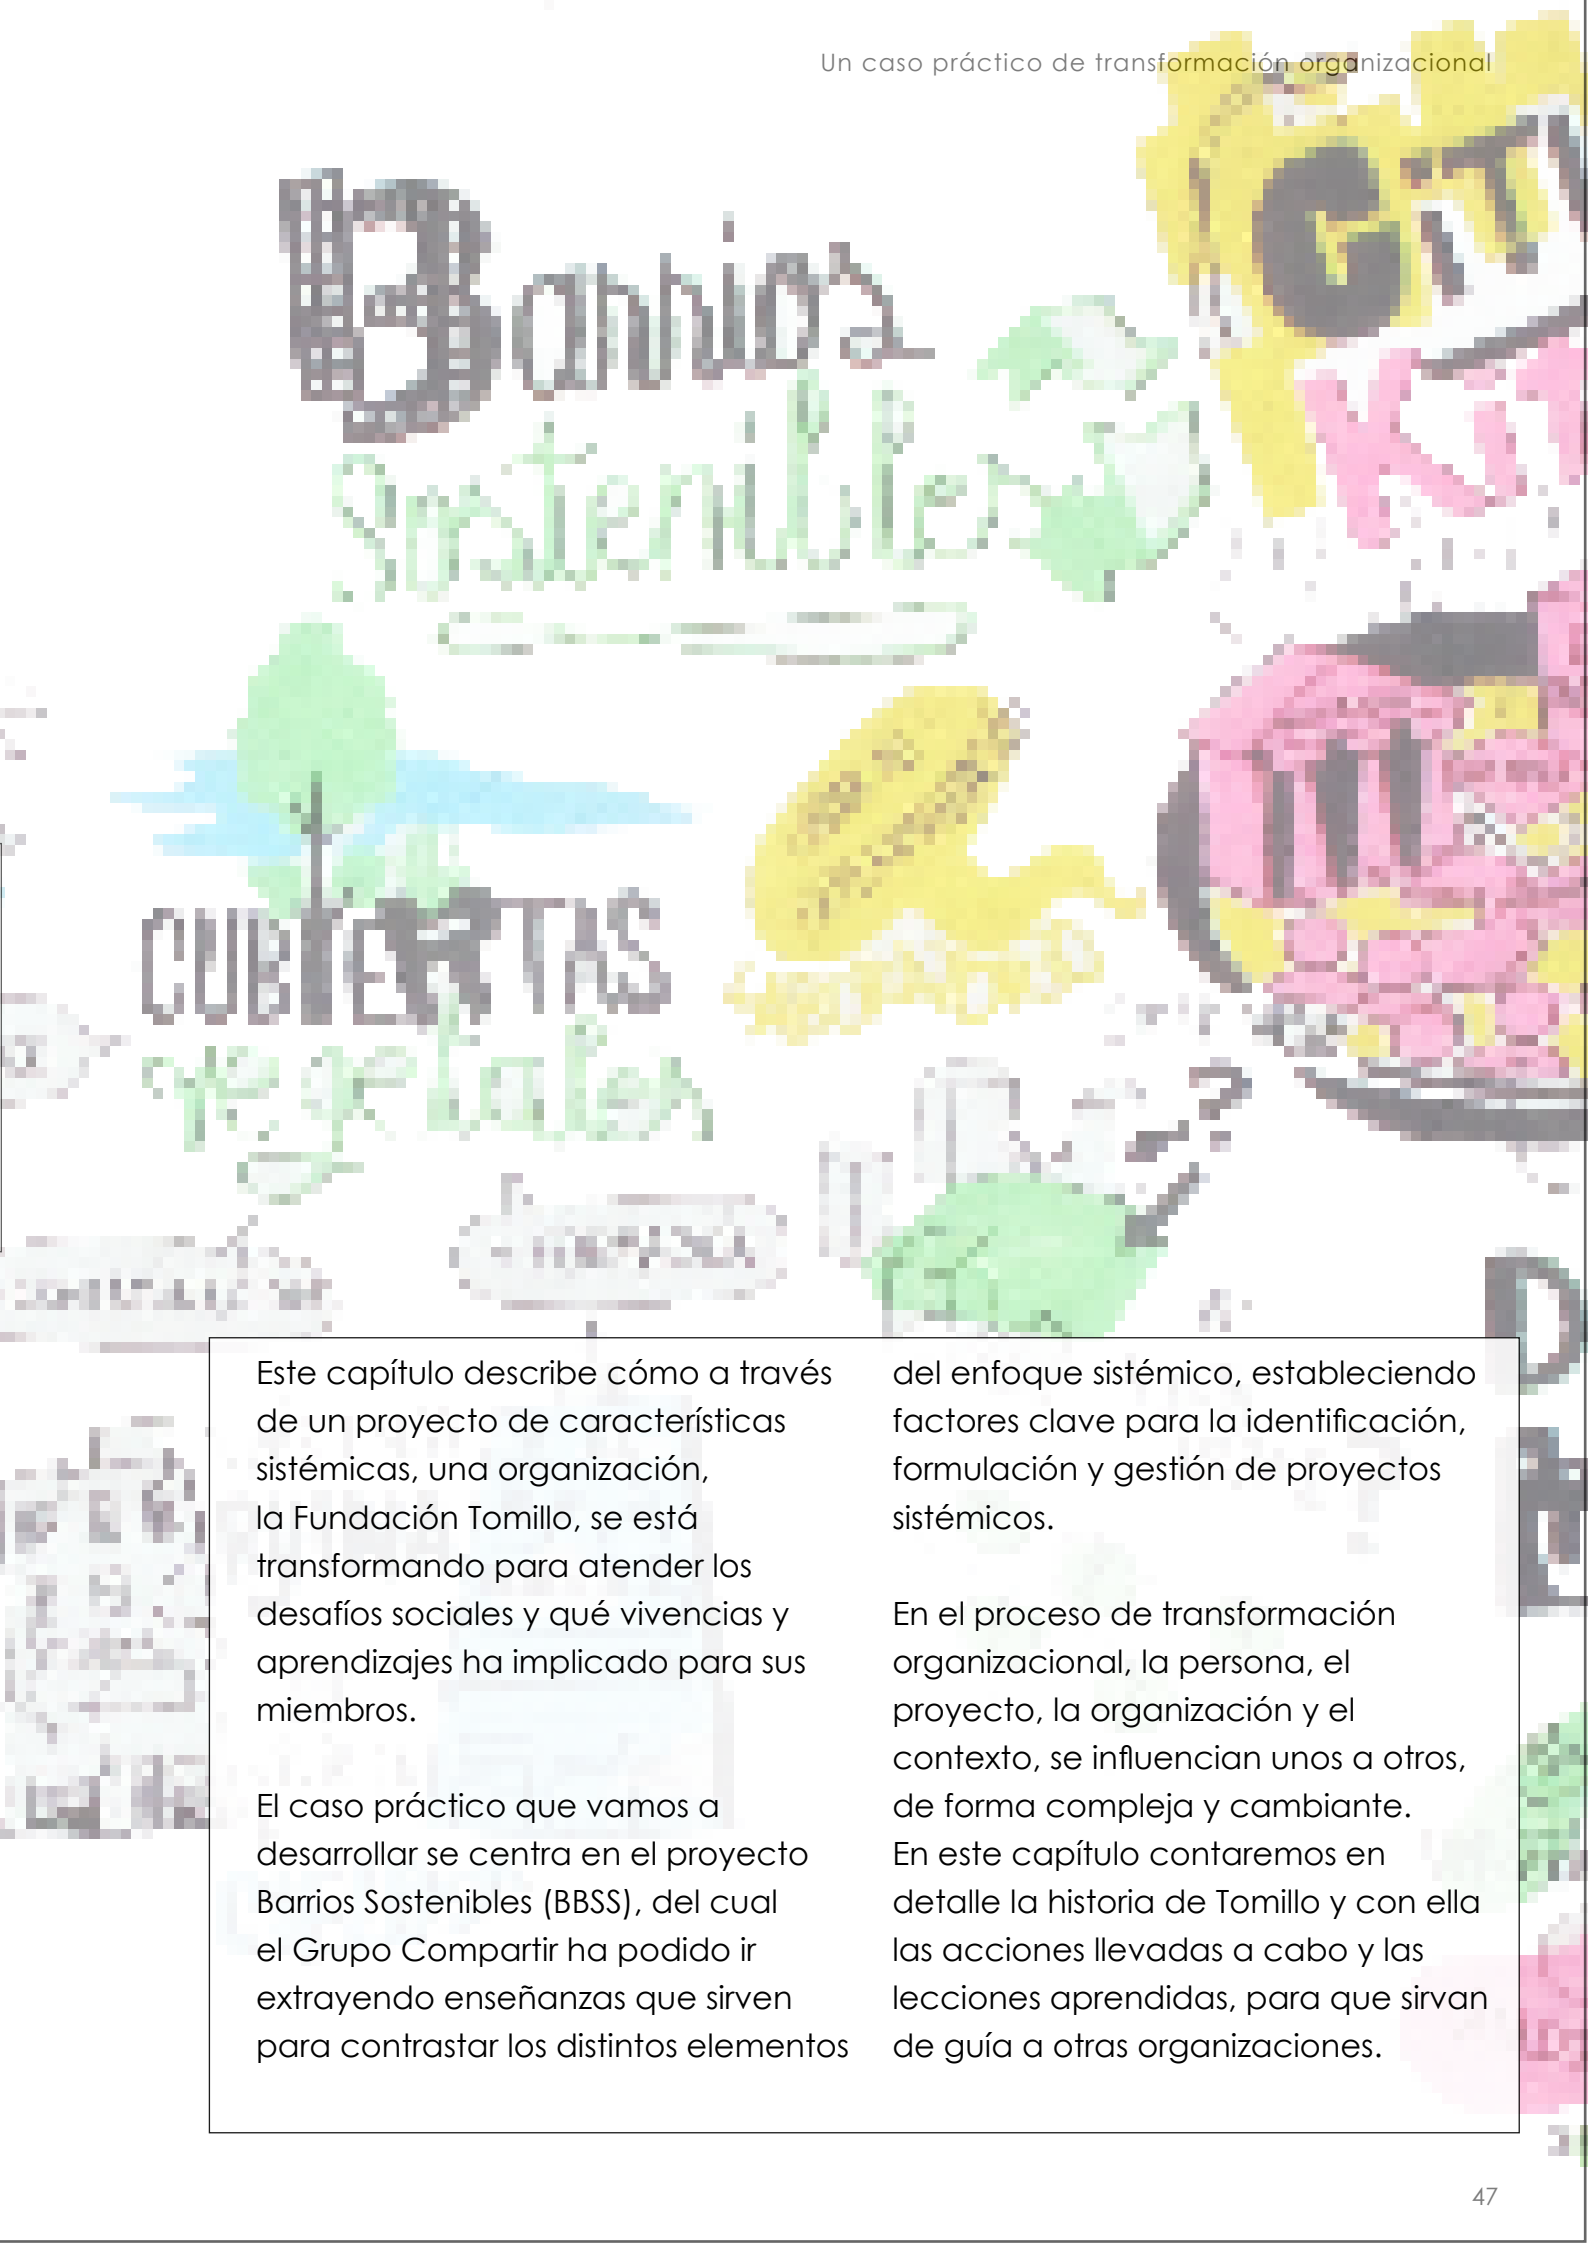 Un caso práctico de transformación organizacional
Barrios
Sostenibles
CUBIERTAS
vegetales
Este capítulo describe cómo a través
de un proyecto de características
sistémicas, una organización,
la Fundación Tomillo, se está
transformando para atender los
desafíos sociales y qué vivencias y
aprendizajes ha implicado para sus
miembros.
El caso práctico que vamos a
desarrollar se centra en el proyecto
Barrios Sostenibles (BBSS), del cual
el Grupo Compartir ha podido ir
extrayendo enseñanzas que sirven
para contrastar los distintos elementos
del enfoque sistémico, estableciendo
factores clave para la identificación,
formulación y gestión de proyectos
sistémicos.
En el proceso de transformación
organizacional, la persona, el
proyecto, la organización y el
contexto, se influencian unos a otros,
de forma compleja y cambiante.
En este capítulo contaremos en
detalle la historia de Tomillo y con ella
las acciones llevadas a cabo y las
lecciones aprendidas, para que sirvan
de guía a otras organizaciones.
47